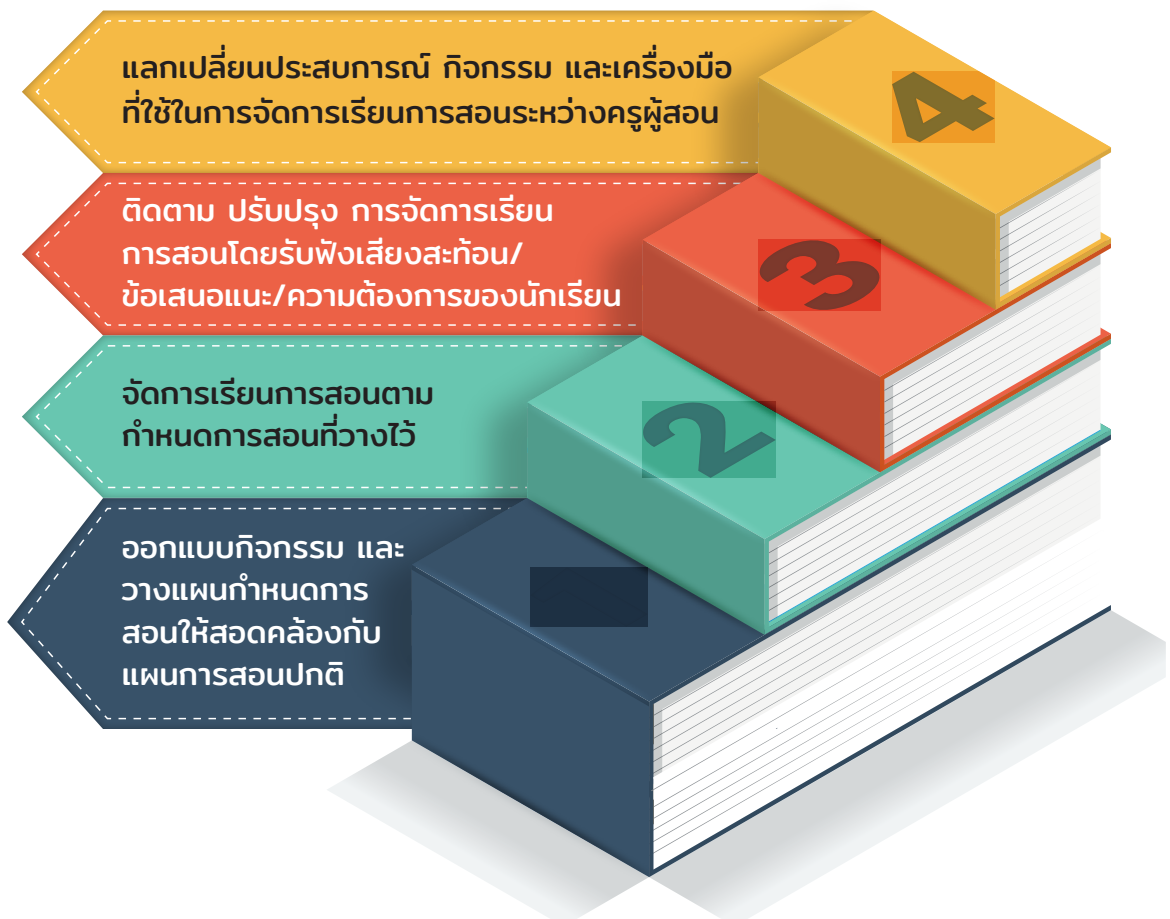 แลกเปลี่ยนประสบการณ์ กิจกรรม และเครื่องมือ
ที่ใช้ในการจัดการเรียนการสอนระหว่างครูผู้สอน
4
ติดตาม ปรับปรุง การจัดการเรียน
การสอนโดยรับฟังเสียงสะท้อน/
ข้อเสนอแนะ/ความต้องการของนักเรียน
3
จัดการเรียนการสอนตาม
กำหนดการสอนที่วางไว้
2
ออกแบบกิจกรรม และ
วางแผนกำหนดการ
สอนให้สอดคล้องกับ
แผนการสอนปกติ